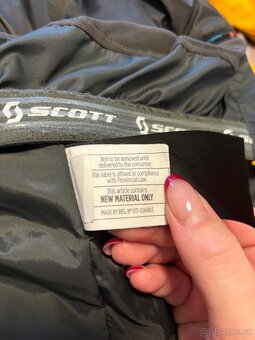 SCOTT
SCOTT
Not to be removed until
delivered to the consumer
This label is affixed in compliance
with Provincial Law
This article contains
NEW MATERIAL ONLY